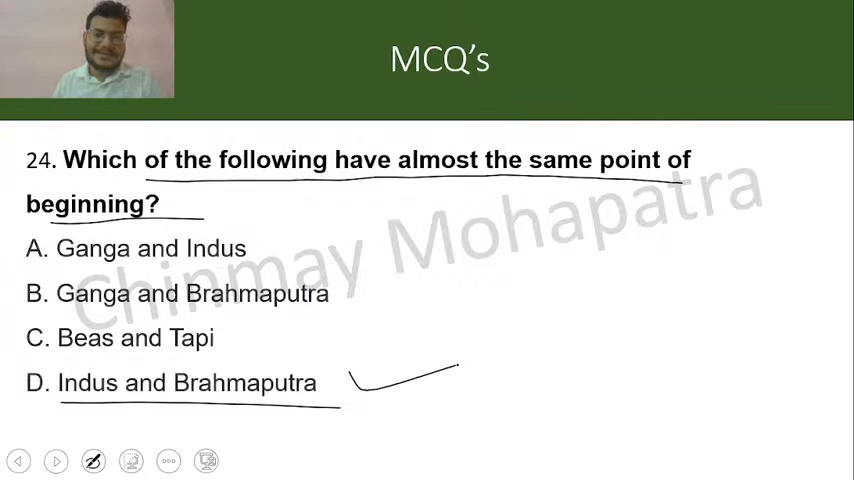 MCQ’s
24. Which of the following have almost the same point of
beginning?
A. Ganga and Indus
B. Ganga and Brahmaputra
C. Beas and Tapi
D. Indus and Brahmaputra
Chinmay Mohapatra